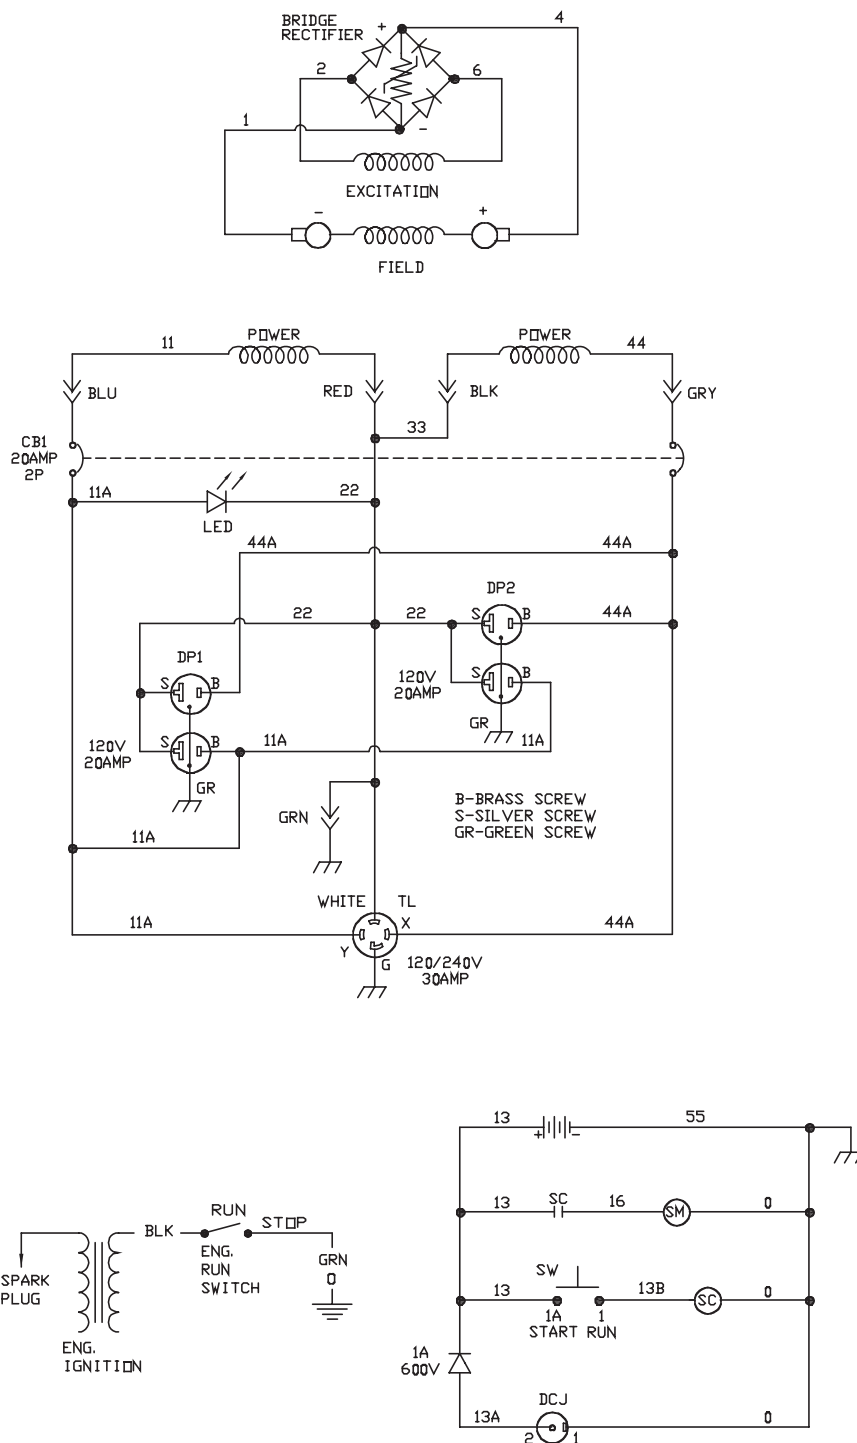 BRIDGE
RECTIFIER
+
4
2
6
1
-
EXCITATION
-
+
FIELD
11
POWER
POWER
44
BLU
RED
BLK
GRY
33
CB1
20AMP
2P
11A
22
LED
44A
44A
DP2
22
22
S
B
44A
DP1
S
B
120V
20AMP
S
B
GR
S
B
11A
11A
120V
20AMP
GR
B-BRASS SCREW
S-SILVER SCREW
GR-GREEN SCREW
GRN
11A
WHITE
TL
11A
X
44A
Y
G
120/240V
30AMP
13
55
+
-
13
SC
16
SM
0
RUN
BLK
STOP
ENG.
RUN
SWITCH
GRN
0
SPARK
PLUG
ENG.
IGNITION
SW
13
13B
SC
0
1A
1
START RUN
1A
600V
DCJ
13A
0
2
1